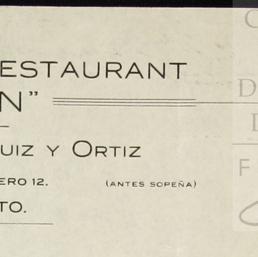 ESTAURANT
N"
UIZ Y ORTIZ
ERO 12. (ANTES SOPEÑA)
TO.